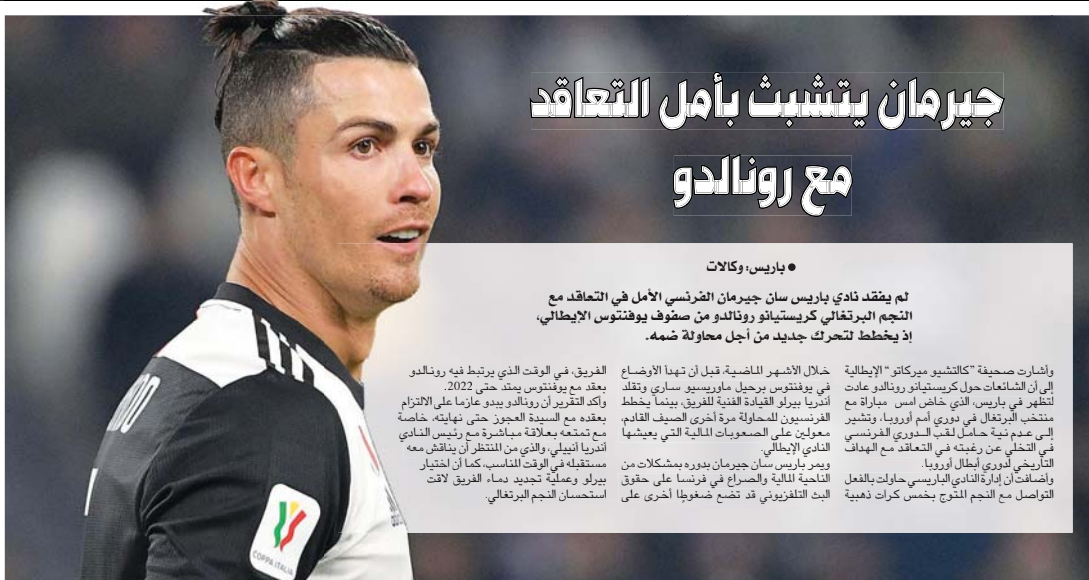 جيرمان يتشبث بأمل التعاقد
مع رونالدو
● باريس: وكالات
لم يفقد نادي باريس سان جيرمان الفرنسي الأمل في التعاقد مع
النجم البرتغالي كريستيانو رونالدو من صفوف يوفنتوس الإيطالي،
إذ يخطط لتحرك جديد من أجل محاولة ضمه.
وأشارت صحيفة "كالتشيو ميركاتو" الإيطالية
إلى أن الشائعات حول كريستيانو رونالدو عادت
لتظهر في باريس، الذي خاض امس مباراة مع
منتخب البرتغال في دوري أمم أوروبا، وتشير
إلى عدم نية حامل لقب الدوري الفرنسي
في التخلي عن رغبته في التعاقد مع الهداف
التاريخي لدوري أبطال أوروبا.
وأضافت أن إدارة النادي الباريسي حاولت بالفعل
التواصل مع النجم المتوج بخمس كرات ذهبية
خلال الأشهر الماضية، قبل أن تهدأ الأوضاع
في يوفنتوس برحيل ماوريسيو ساري وتقلد
أندريا بيرلو القيادة الفنية للفريق، بينما يخطط
الفرنسيون للمحاولة مرة أخرى الصيف القادم،
معولين على الصعوبات المالية التي يعيشها
النادي الإيطالي.
ويمر باريس سان جيرمان بدوره بمشكلات من
الناحية المالية والصراع في فرنسا على حقوق
البث التلفزيوني قد تضع ضغوطا أخرى على
الفريق، في الوقت الذي يرتبط فيه رونالدو
بعقد مع يوفنتوس يمتد حتى 2022.
وأكد التقرير أن رونالدو يبدو عازما على الالتزام
بعقده مع السيدة العجوز حتى نهايته، خاصة
مع تمتعه بعلاقة مباشرة مع رئيس النادي
أندريا أنييلي، والذي من المنتظر أن يناقش معه
مستقبله في الوقت المناسب، كما أن اختيار
بيرلو وعملية تجديد دماء الفريق لاقت
استحسان النجم البرتغالي.
COPPA ITALIA